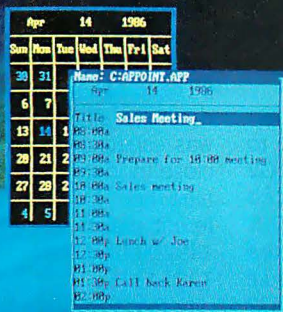 Apr 14 1986
Sun Mon Tue Wed Thu Fri Sat
30 31
6 7
13 14 1
20 21 2
27 28 2
4 5
Name: C:APPOINT.APP
Apr 14 1986
Title Sales Meeting_
08:00a
08:30a
09:00a Prepare for 10:00 meeting
09:30a
10:00a Sales meeting
10:30a
11:00a
11:30a
12:00p Lunch w/ Joe
12:30p
01:00p
01:30p Call back Karen
02:00p